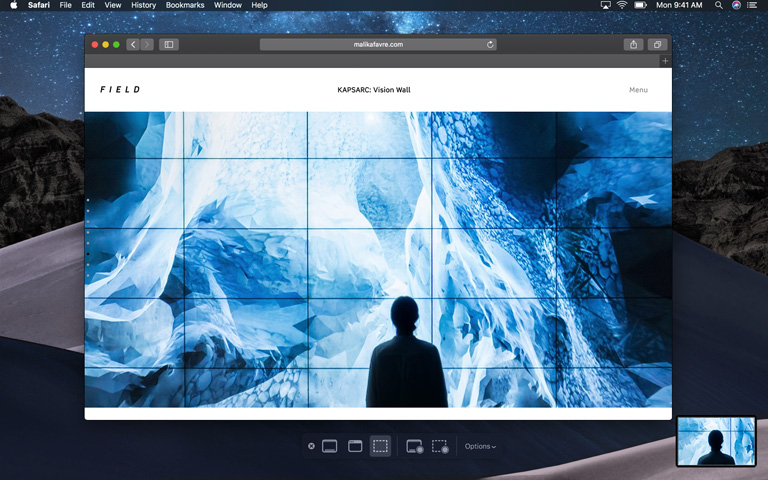 Safari File Edit View History Bookmarks Window Help Mon 9:41 AM
malikafavre.com
FIELD KAPSARC: Vision Wall Menu
Options